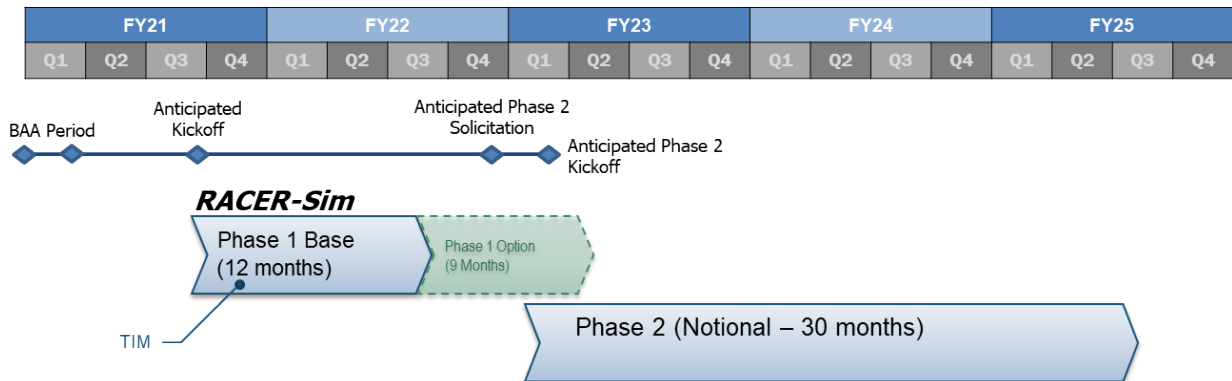 FY21 FY22 FY23 FY24 FY25
Q1 Q2 Q3 Q4 Q1 Q2 Q3 Q4 Q1 Q2 Q3 Q4 Q1 Q2 Q3 Q4 Q1 Q2 Q3 Q4
BAA Period
Anticipated
Kickoff
Anticipated Phase 2
Solicitation
Anticipated Phase 2
Kickoff
RACER-Sim
Phase 1 Base
(12 months)
Phase 1 Option
(9 Months)
TIM
Phase 2 (Notional – 30 months)